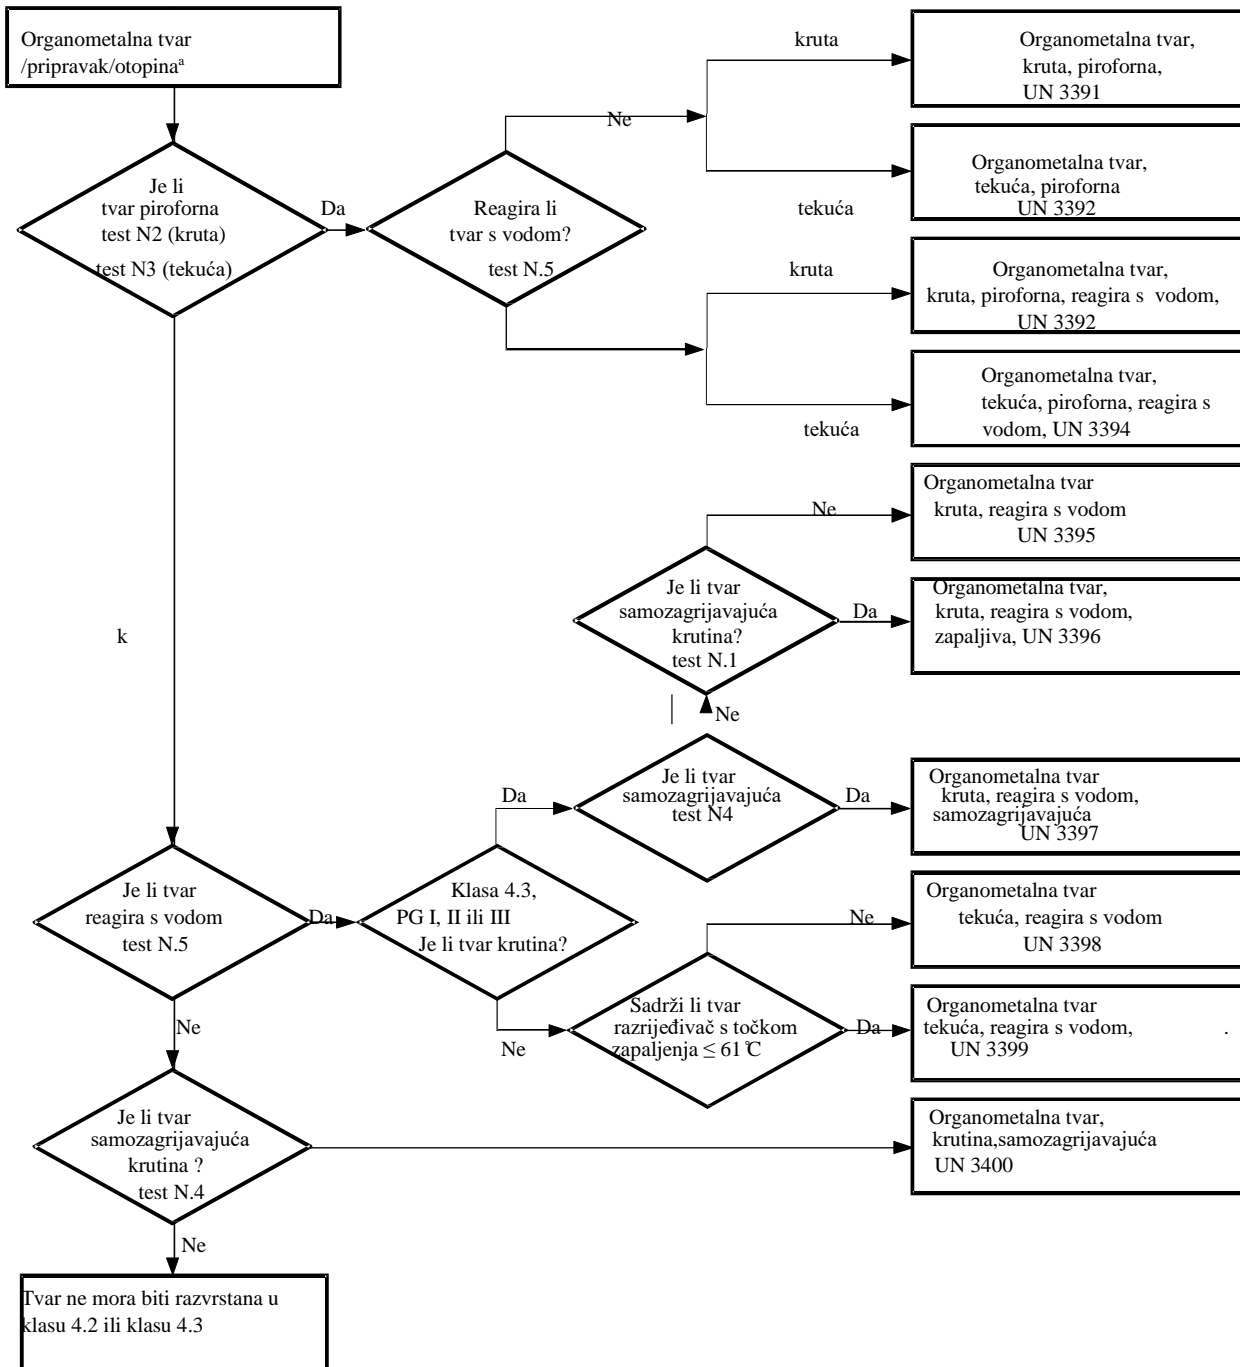 Organometalna tvar
/pripravak/otopinaª
Je li
tvar piroforna
test N2 (kruta)
test N3 (tekuća)
Da
Reagira li
tvar s vodom?
test N.5
Ne
kruta
Organometalna tvar,
kruta, piroforna,
UN 3391
tekuća
Organometalna tvar,
tekuća, piroforna
UN 3392
kruta
Organometalna tvar,
kruta, piroforna, reagira s vodom,
UN 3392
tekuća
Organometalna tvar,
tekuća, piroforna, reagira s
vodom, UN 3394
k
Ne
Organometalna tvar
kruta, reagira s vodom
UN 3395
Je li tvar
samozagrijavajuća
krutina?
test N.1
Da
Organometalna tvar,
kruta, reagira s vodom,
zapaljiva, UN 3396
Ne
Je li tvar
samozagrijavajuća
test N4
Da
Da
Organometalna tvar
kruta, reagira s vodom,
samozagrijavajuća
UN 3397
Je li tvar
reagira s vodom
test N.5
Da
Klasa 4.3,
PG I, II ili III
Je li tvar krutina?
Ne
Organometalna tvar
tekuća, reagira s vodom
UN 3398
Ne
Sadrži li tvar
razrijeđivač s točkom
zapaljenja ≤ 61°C
Da
Organometalna tvar
tekuća, reagira s vodom, .
UN 3399
Ne
Je li tvar
samozagrijavajuća
krutina ?
test N.4
Organometalna tvar,
krutina,samozagrijavajuća
UN 3400
Ne
Tvar ne mora biti razvrstana u
klasu 4.2 ili klasu 4.3